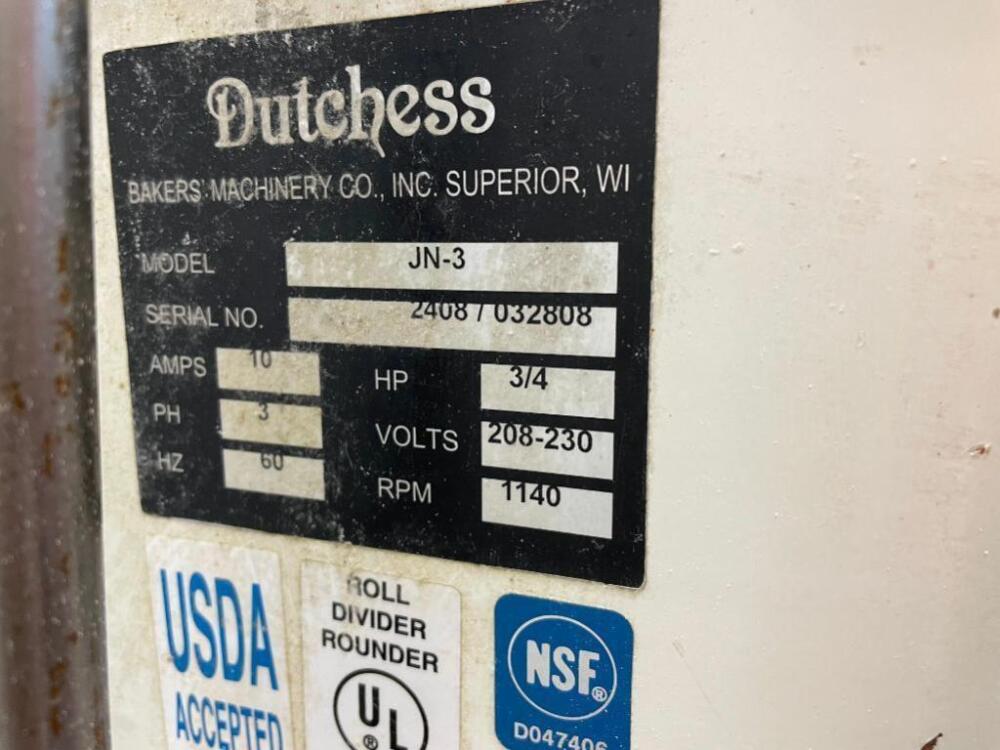 Dutchess
BAKERS MACHINERY CO., INC. SUPERIOR, WI
MODEL JN-3
SERIAL NO. 2408 / 032808
AMPS 10 HP 3/4
PH 3 VOLTS 208-230
HZ 60 RPM 1140
USDA
ACCEPTED
ROLL
DIVIDER
ROUNDER
UL ®
NSF®
D047406